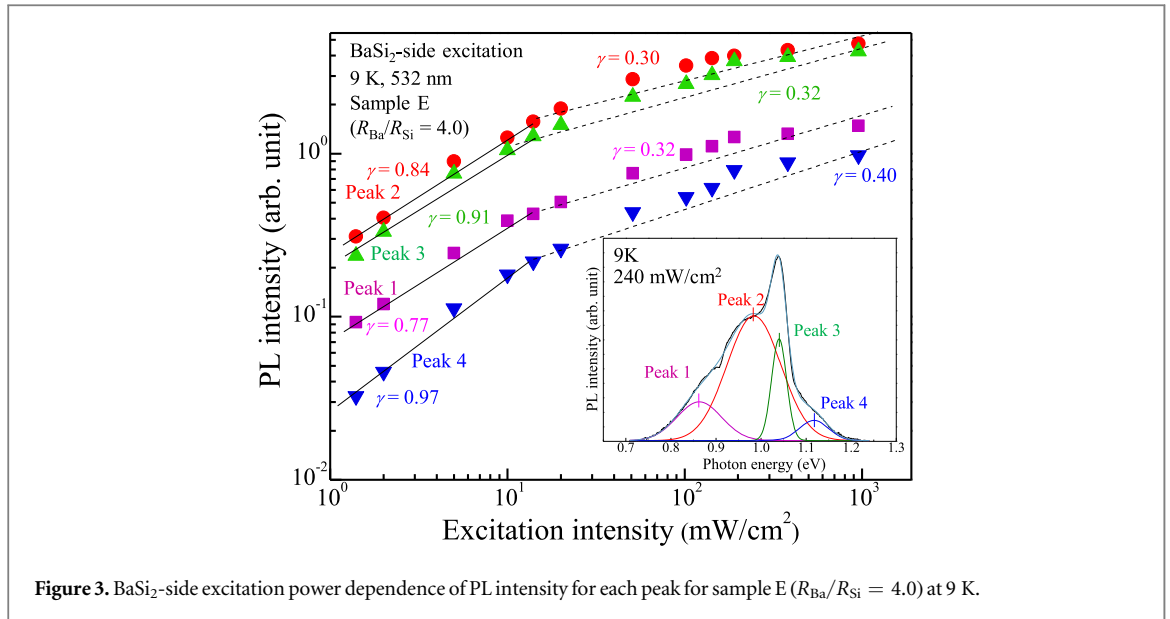 BaSi₂-side excitation
9 K, 532 nm
Sample E
(R_Ba/R_Si = 4.0)
γ = 0.30
γ = 0.32
γ = 0.84
Peak 2
γ = 0.32
γ = 0.40
γ = 0.91
Peak 3
Peak 1
γ = 0.77
Peak 4
γ = 0.97
PL intensity (arb. unit)
10⁰
10⁻¹
10⁻²
10⁰ 10¹ 10² 10³
Excitation intensity (mW/cm²)
9K
240 mW/cm²
Peak 2
Peak 3
Peak 1
Peak 4
PL intensity (arb. unit)
0.7 0.8 0.9 1.0 1.1 1.2 1.3
Photon energy (eV)
Figure 3. BaSi₂-side excitation power dependence of PL intensity for each peak for sample E (R_Ba/R_Si = 4.0) at 9 K.